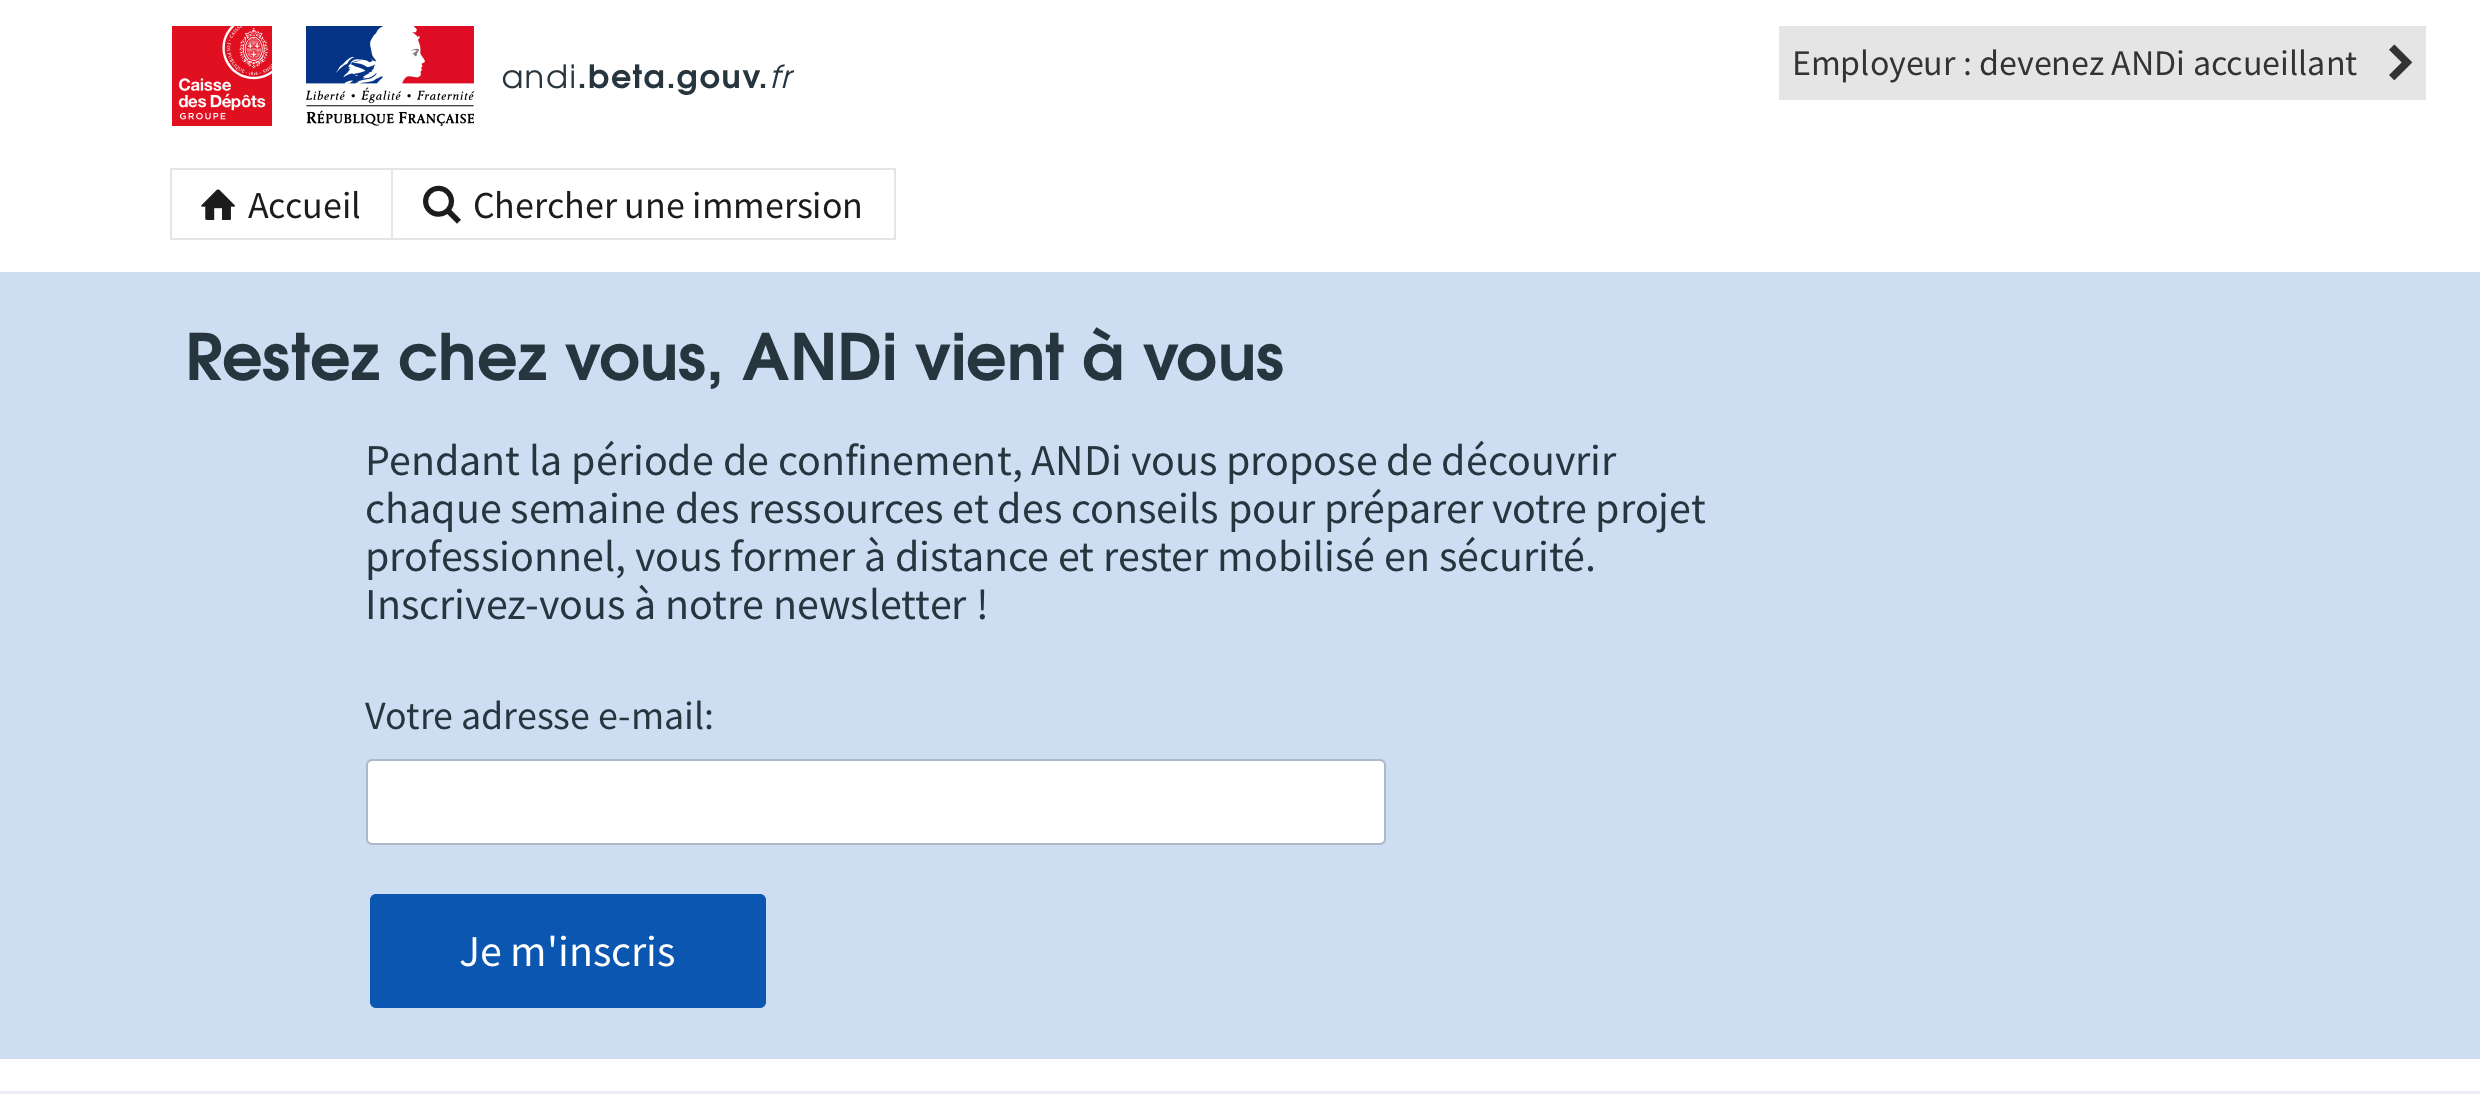 Caisse
des Dépôts
GROUPE
Liberté • Égalité • Fraternité
RÉPUBLIQUE FRANÇAISE
andi.beta.gouv.fr
Employeur : devenez ANDi accueillant
Accueil
Chercher une immersion
Restez chez vous, ANDi vient à vous
Pendant la période de confinement, ANDi vous propose de découvrir
chaque semaine des ressources et des conseils pour préparer votre projet
professionnel, vous former à distance et rester mobilisé en sécurité.
Inscrivez-vous à notre newsletter !
Votre adresse e-mail:
Je m'inscris